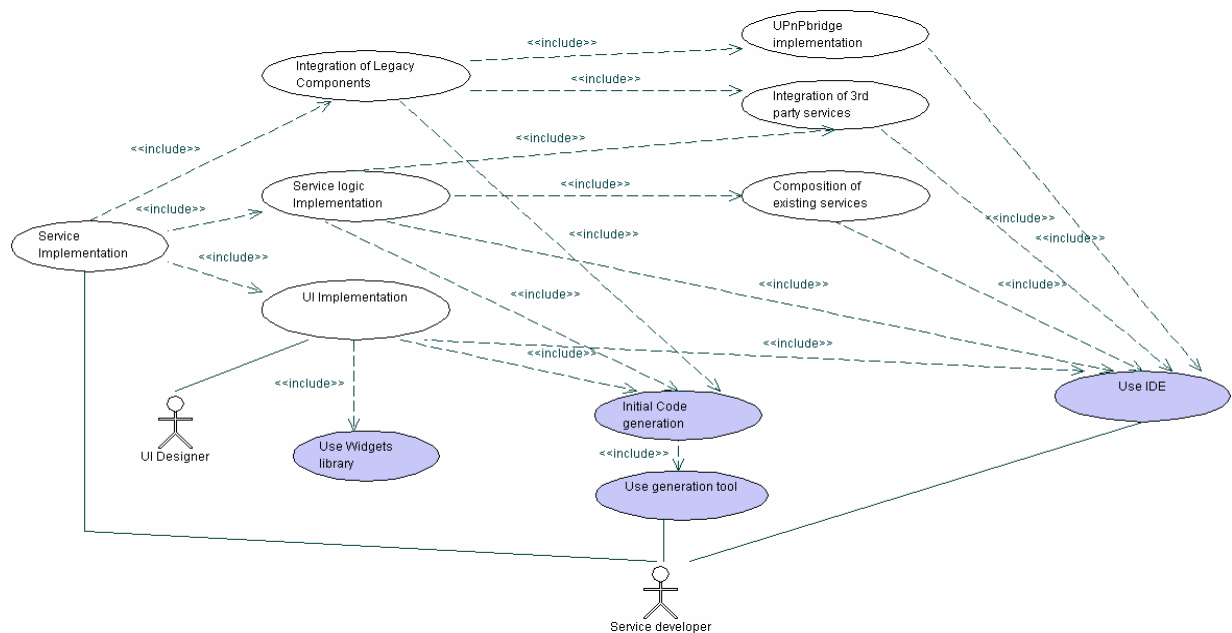 UPnPbridge
implementation
<<include>>
Integration of Legacy
Components
<<include>>
Integration of 3rd
party services
<<include>>
<<include>>
<<include>>
Service logic
Implementation
<<include>>
Composition of
existing services
<<include>>
Service
Implementation
<<include>>
<<include>>
<<include>>
<<include>>
UI Implementation
<<include>>
<<include>>
<<include>>
<<include>>
<<include>>
<<include>>
<<include>>
Use IDE
Initial Code
generation
UI Designer
Use Widgets
library
<<include>>
Use generation tool
Service developer